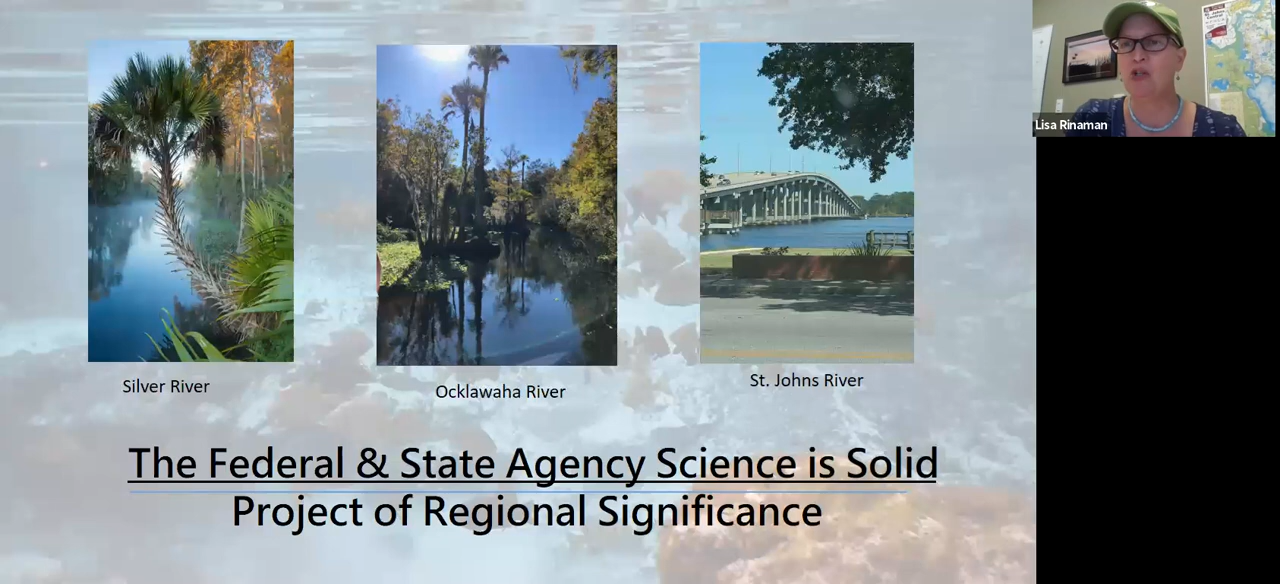 Lisa Rinaman
Silver River
Ocklawaha River
St. Johns River
The Federal & State Agency Science is Solid
Project of Regional Significance